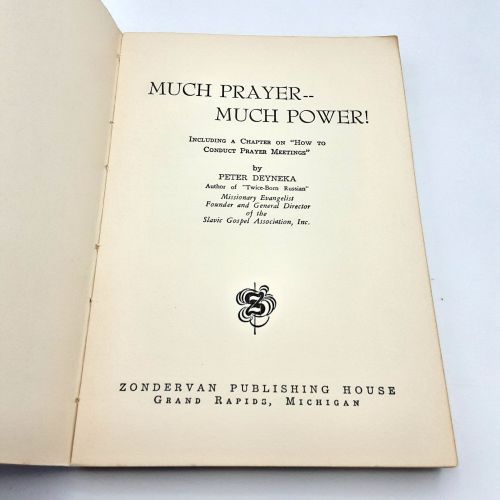 MUCH PRAYER--
MUCH POWER!
INCLUDING A CHAPTER ON "HOW TO
CONDUCT PRAYER MEETINGS"
by
PETER DEYNEKA
Author of "Twice-Born Russian"
Missionary Evangelist
Founder and General Director
of the
Slavic Gospel Association, Inc.
Z
ZONDERVAN PUBLISHING HOUSE
GRAND RAPIDS, MICHIGAN